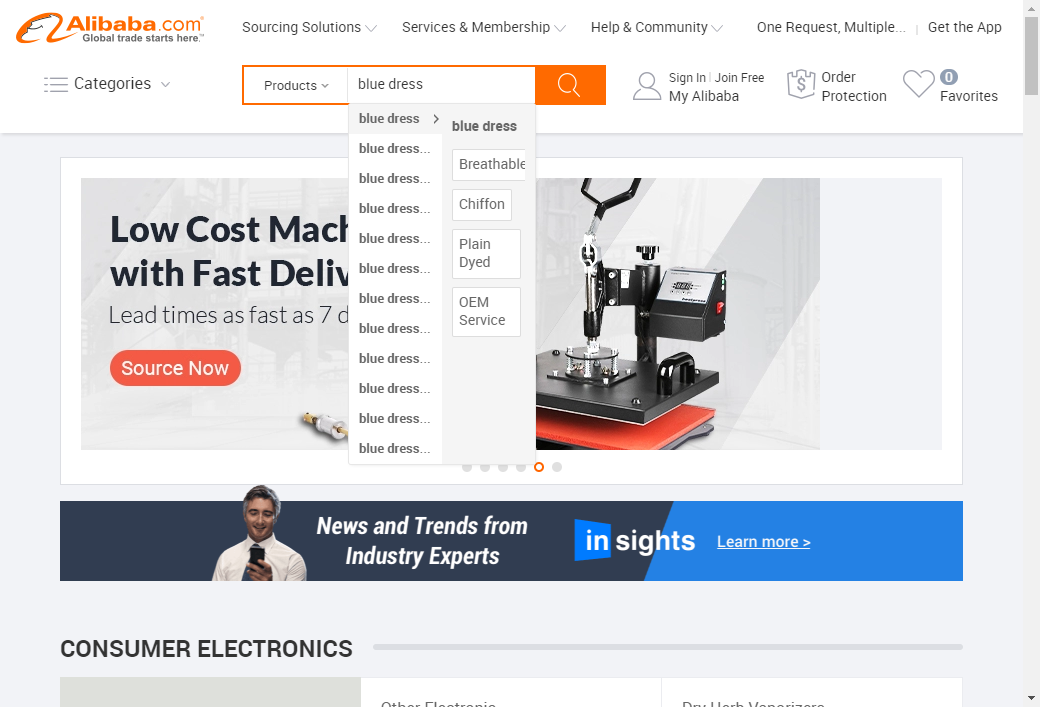 Alibaba.com
Global trade starts here.™
Sourcing Solutions
Services & Membership
Help & Community
One Request, Multiple...
Get the App
Categories
Products
blue dress
Sign In
Join Free
My Alibaba
Order
Protection
0
Favorites
blue dress
blue dress...
blue dress...
blue dress...
blue dress...
blue dress...
blue dress...
blue dress...
blue dress...
blue dress...
blue dress...
blue dress...
blue dress
Breathable
Chiffon
Plain
Dyed
OEM
Service
Low Cost Mach
with Fast Deliv
Lead times as fast as 7 d
Source Now
News and Trends from
Industry Experts
in sights
Learn more >
CONSUMER ELECTRONICS
Other Electronic
Dry Herb Vaporizers